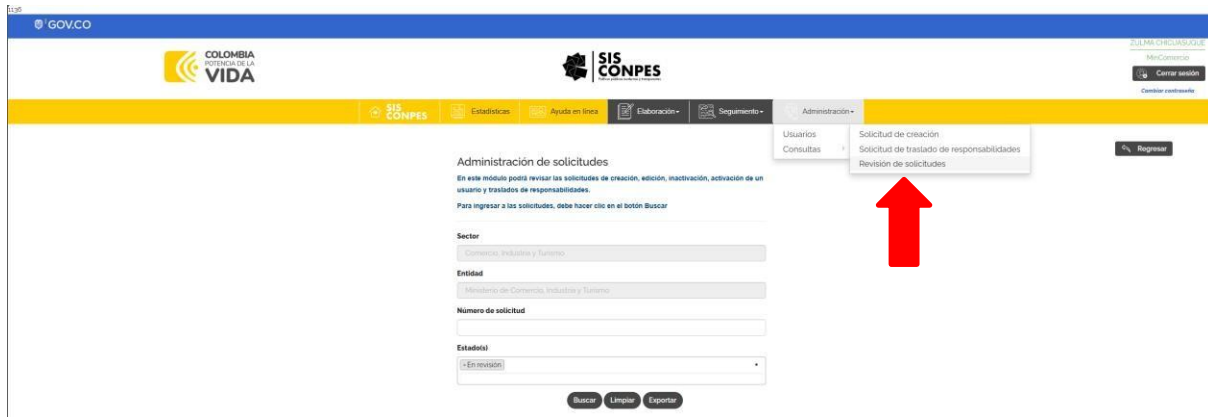 1138
GOV.CO
COLOMBIA
POTENCIA DE LA
VIDA
SIS
CONPES
ZULMA CHICUASUQUE
MinComercio
Cerrar sesión
Cambiar contraseña
SIS
CONPES
Estadísticas
Ayuda en línea
Elaboración
Seguimiento
Administración
Usuarios
Consultas
Solicitud de creación
Solicitud de traslado de responsabilidades
Revisión de solicitudes
Regresar
Administración de solicitudes
En este módulo podrá revisar las solicitudes de creación, edición, inactivación, activación de un
usuario y traslados de responsabilidades.
Para ingresar a las solicitudes, debe hacer clic en el botón Buscar
Sector
Comercio, Industria y Turismo
Entidad
Ministerio de Comercio, Industria y Turismo
Número de solicitud
Estado(s)
× En revisión
Buscar
Limpiar
Exportar